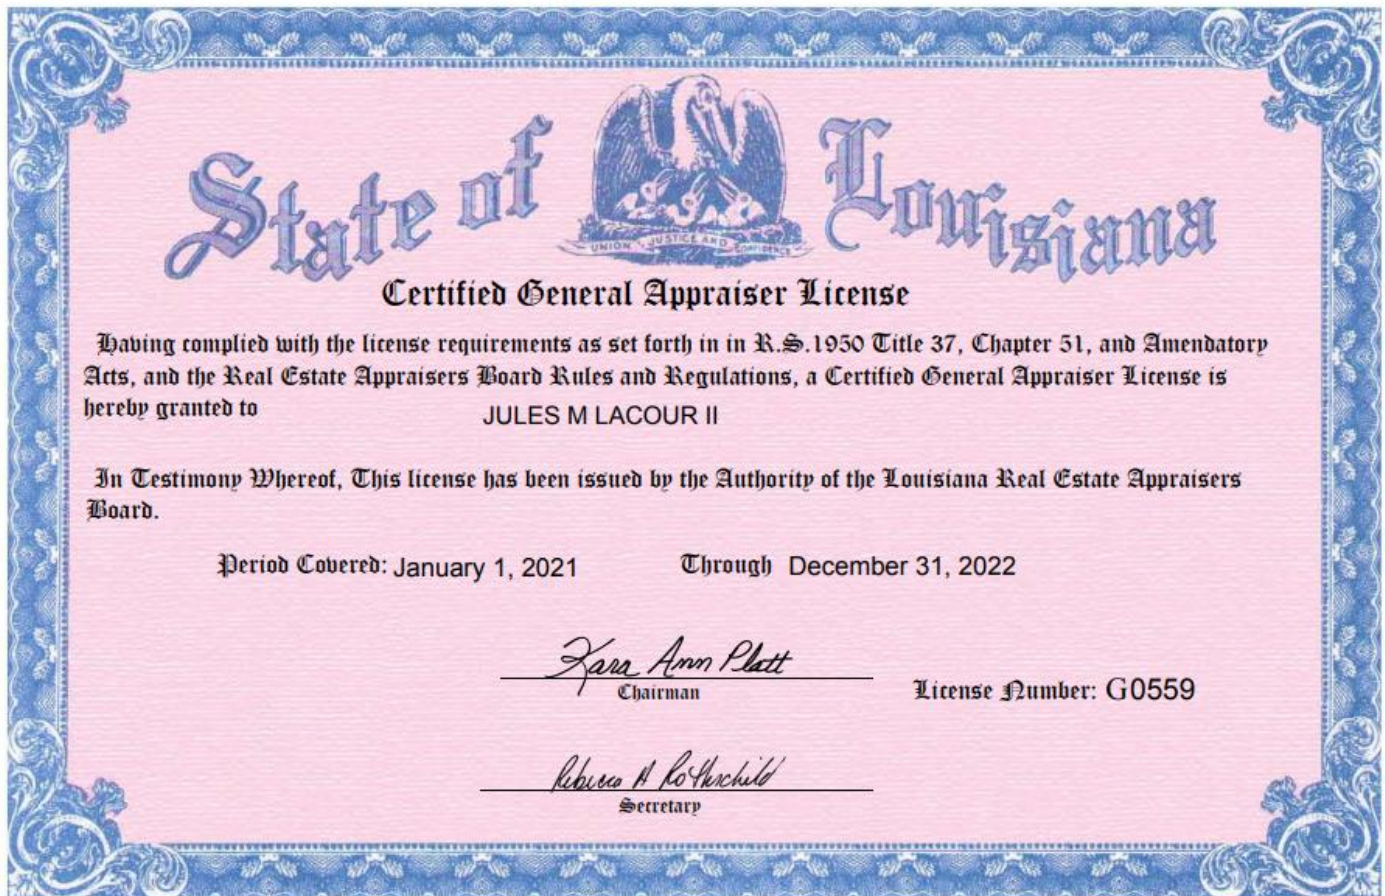 State of Louisiana
UNION JUSTICE AND CONFIDENCE
Certified General Appraiser License
Having complied with the license requirements as set forth in in R.S.1950 Title 37, Chapter 51, and Amendatory
Acts, and the Real Estate Appraisers Board Rules and Regulations, a Certified General Appraiser License is
hereby granted to JULES M LACOUR II
In Testimony Whereof, This license has been issued by the Authority of the Louisiana Real Estate Appraisers
Board.
Period Covered: January 1, 2021 Through December 31, 2022
Kara Ann Platt
Chairman License Number: G0559
Rebecca A Rothschild
Secretary